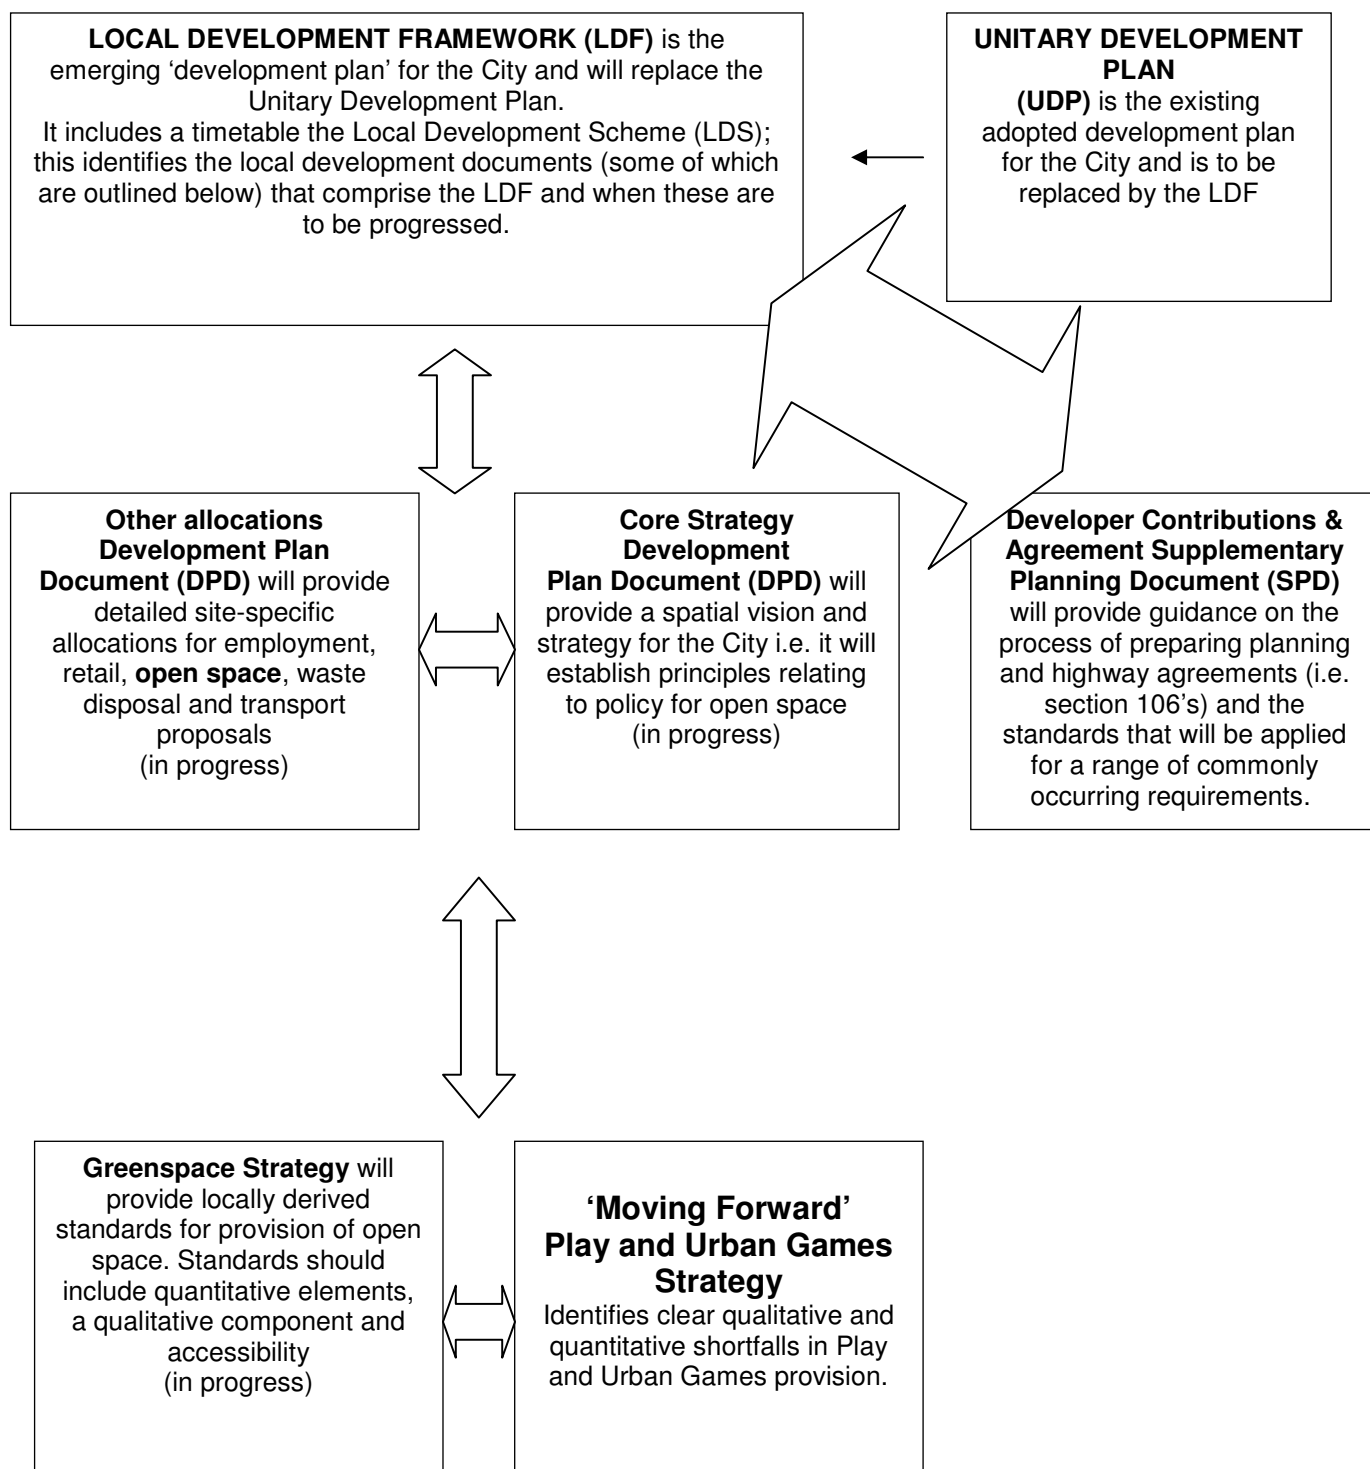 LOCAL DEVELOPMENT FRAMEWORK (LDF) is the
emerging ‘development plan’ for the City and will replace the
Unitary Development Plan.
It includes a timetable the Local Development Scheme (LDS);
this identifies the local development documents (some of which
are outlined below) that comprise the LDF and when these are
to be progressed.
UNITARY DEVELOPMENT
PLAN
(UDP) is the existing
adopted development plan
for the City and is to be
replaced by the LDF
Other allocations
Development Plan
Document (DPD) will provide
detailed site-specific
allocations for employment,
retail, open space, waste
disposal and transport
proposals
(in progress)
Core Strategy
Development
Plan Document (DPD) will
provide a spatial vision and
strategy for the City i.e. it will
establish principles relating
to policy for open space
(in progress)
Developer Contributions &
Agreement Supplementary
Planning Document (SPD)
will provide guidance on the
process of preparing planning
and highway agreements (i.e.
section 106’s) and the
standards that will be applied
for a range of commonly
occurring requirements.
Greenspace Strategy will
provide locally derived
standards for provision of open
space. Standards should
include quantitative elements,
a qualitative component and
accessibility
(in progress)
‘Moving Forward’
Play and Urban Games
Strategy
Identifies clear qualitative and
quantitative shortfalls in Play
and Urban Games provision.